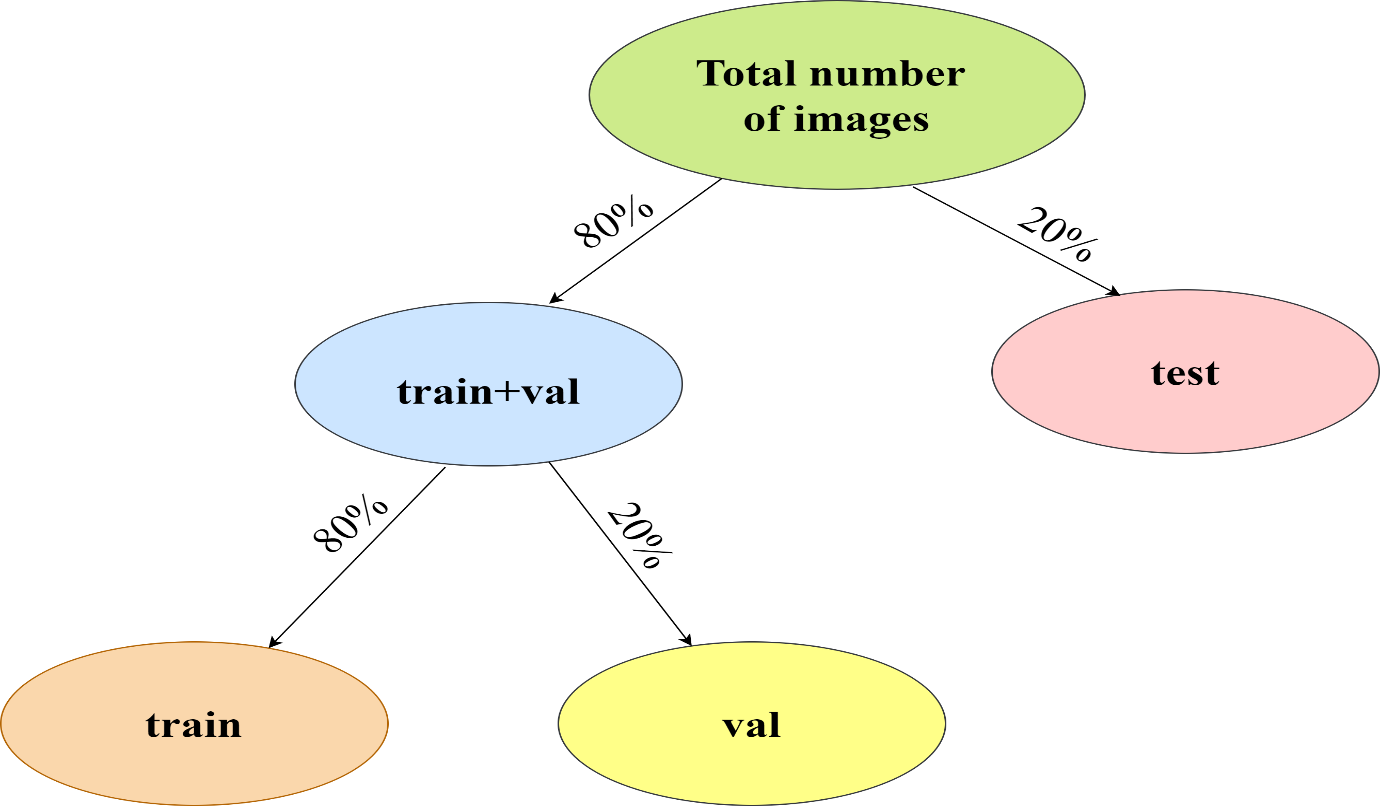 Total number
of images
80%
20%
train+val
test
80%
20%
train
val